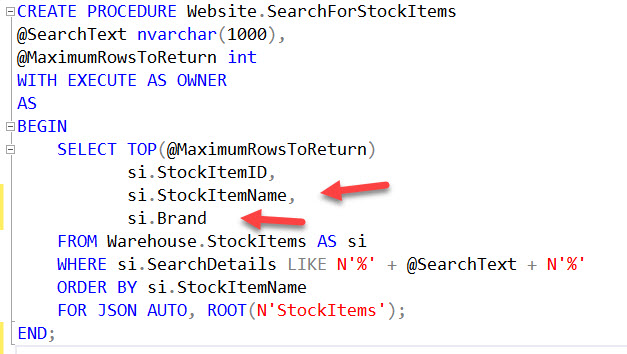 CREATE PROCEDURE Website.SearchForStockItems
@SearchText nvarchar(1000),
@MaximumRowsToReturn int
WITH EXECUTE AS OWNER
AS
BEGIN
SELECT TOP(@MaximumRowsToReturn)
si.StockItemID,
si.StockItemName,
si.Brand
FROM Warehouse.StockItems AS si
WHERE si.SearchDetails LIKE N'%' + @SearchText + N'%'
ORDER BY si.StockItemName
FOR JSON AUTO, ROOT(N'StockItems');
END;